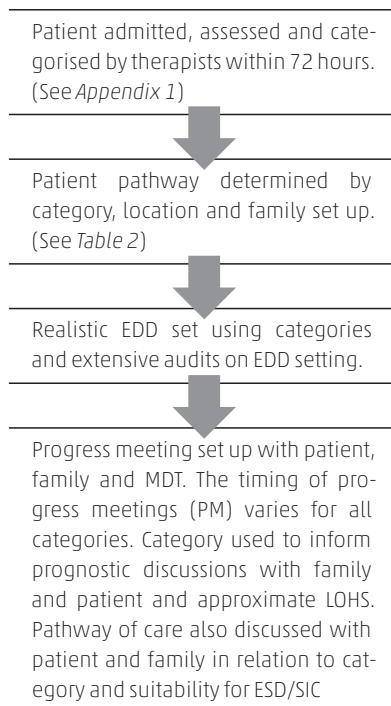 Patient admitted, assessed and cate-
gorised by therapists within 72 hours.
(See Appendix 1)
Patient pathway determined by
category, location and family set up.
(See Table 2)
Realistic EDD set using categories
and extensive audits on EDD setting.
Progress meeting set up with patient,
family and MDT. The timing of pro-
gress meetings (PM) varies for all
categories. Category used to inform
prognostic discussions with family
and patient and approximate LOHS.
Pathway of care also discussed with
patient and family in relation to cat-
egory and suitability for ESD/SIC